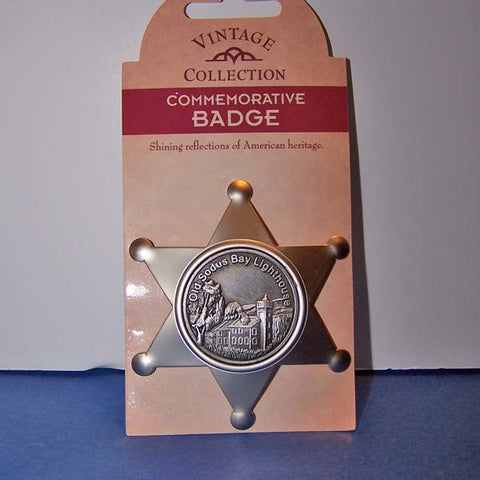 VINTAGE
COLLECTION
COMMEMORATIVE
BADGE
Shining reflections of American heritage.
Old Sodus Bay Lighthouse